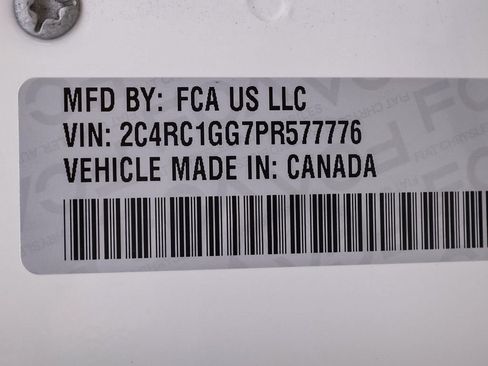 MFD BY: FCA US LLC
VIN: 2C4RC1GG7PR577776
VEHICLE MADE IN: CANADA